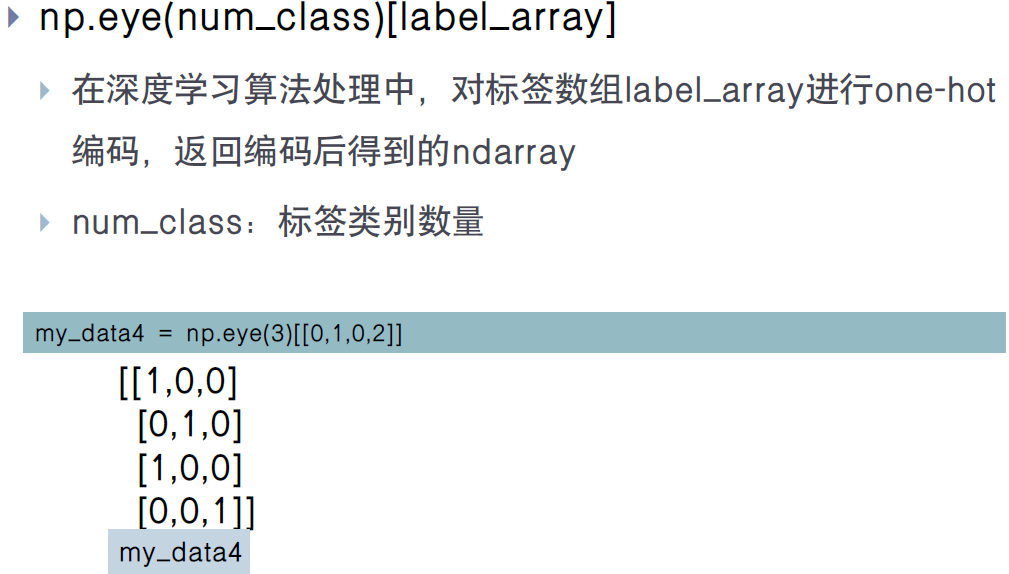 np.eye(num_class)[label_array]
在深度学习算法处理中，对标签数组label_array进行one-hot
编码，返回编码后得到的ndarray
num_class：标签类别数量
my_data4 = np.eye(3)[[0,1,0,2]]
[[1,0,0]
[0,1,0]
[1,0,0]
[0,0,1]]
my_data4